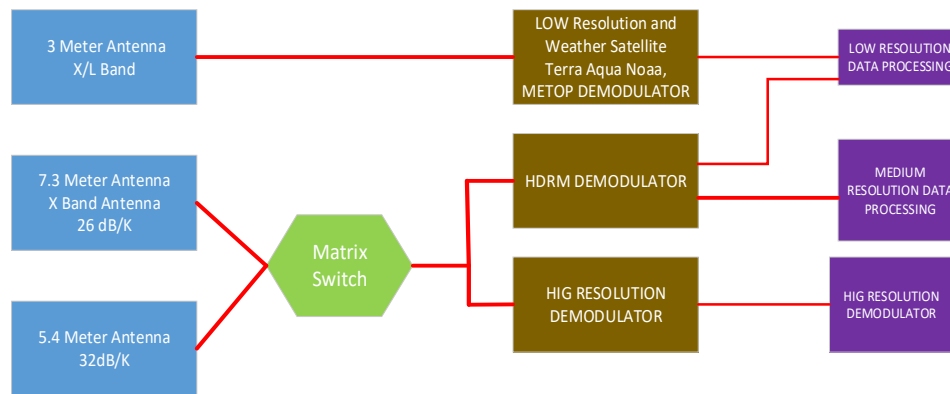 3 Meter Antenna
X/L Band
LOW Resolution and
Weather Satellite
Terra Aqua Noaa,
METOP DEMODULATOR
LOW RESOLUTION
DATA PROCESSING
7.3 Meter Antenna
X Band Antenna
26 dB/K
HDRM DEMODULATOR
MEDIUM
RESOLUTION DATA
PROCESSING
Matrix
Switch
5.4 Meter Antenna
32dB/K
HIG RESOLUTION
DEMODULATOR
HIG RESOLUTION
DEMODULATOR